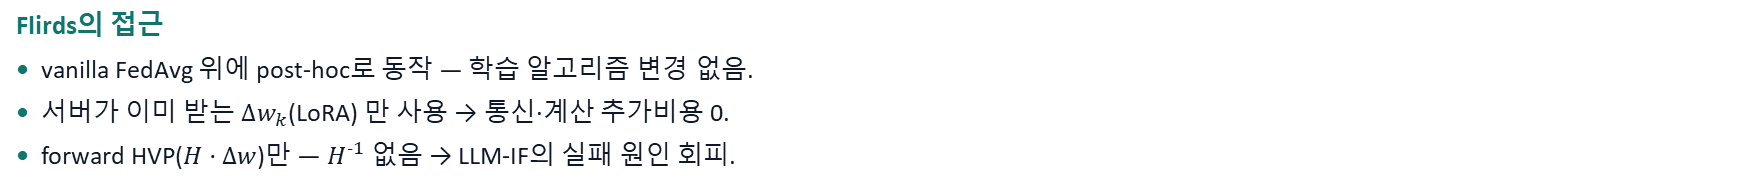 Flirds의 접근
• vanilla FedAvg 위에 post-hoc로 동작 — 학습 알고리즘 변경 없음.
• 서버가 이미 받는 Δwₖ(LoRA) 만 사용 → 통신·계산 추가비용 0.
• forward HVP(H · Δw)만 — H⁻¹ 없음 → LLM-IF의 실패 원인 회피.